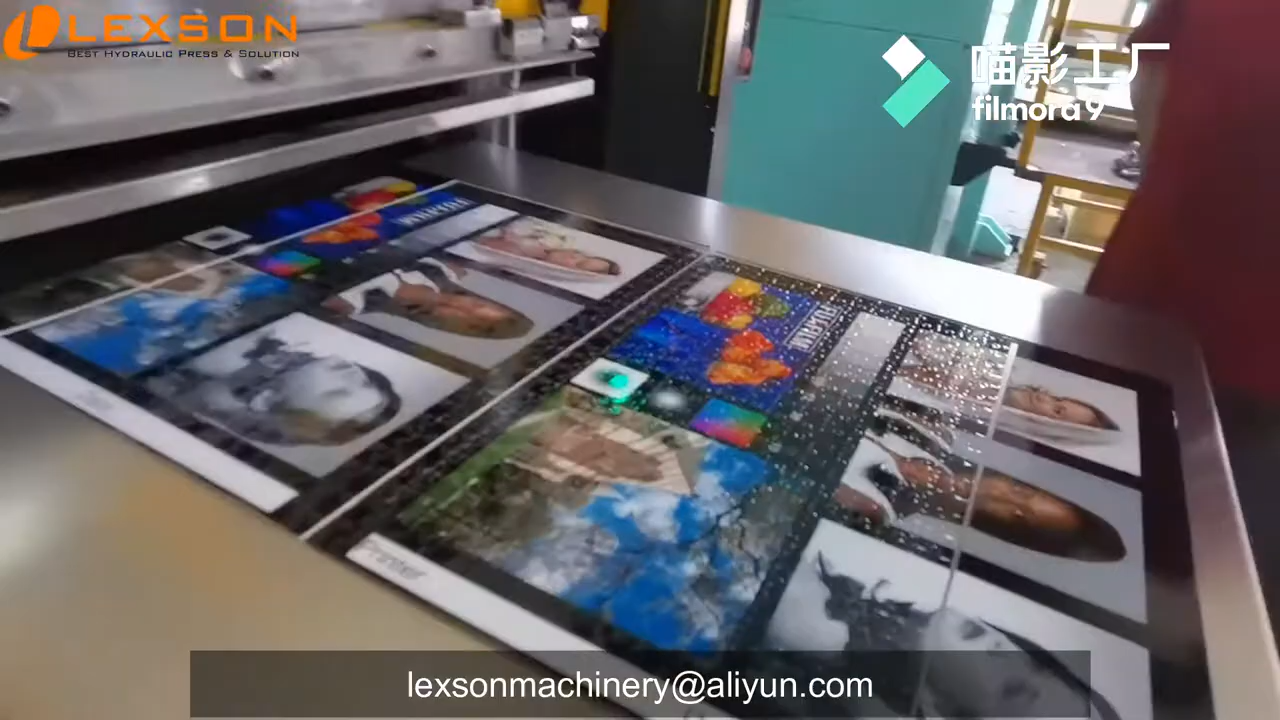 LEXSON
BEST HYDRAULIC PRESS & SOLUTION
喵影工厂
filmora9
lexsonmachinery@aliyun.com